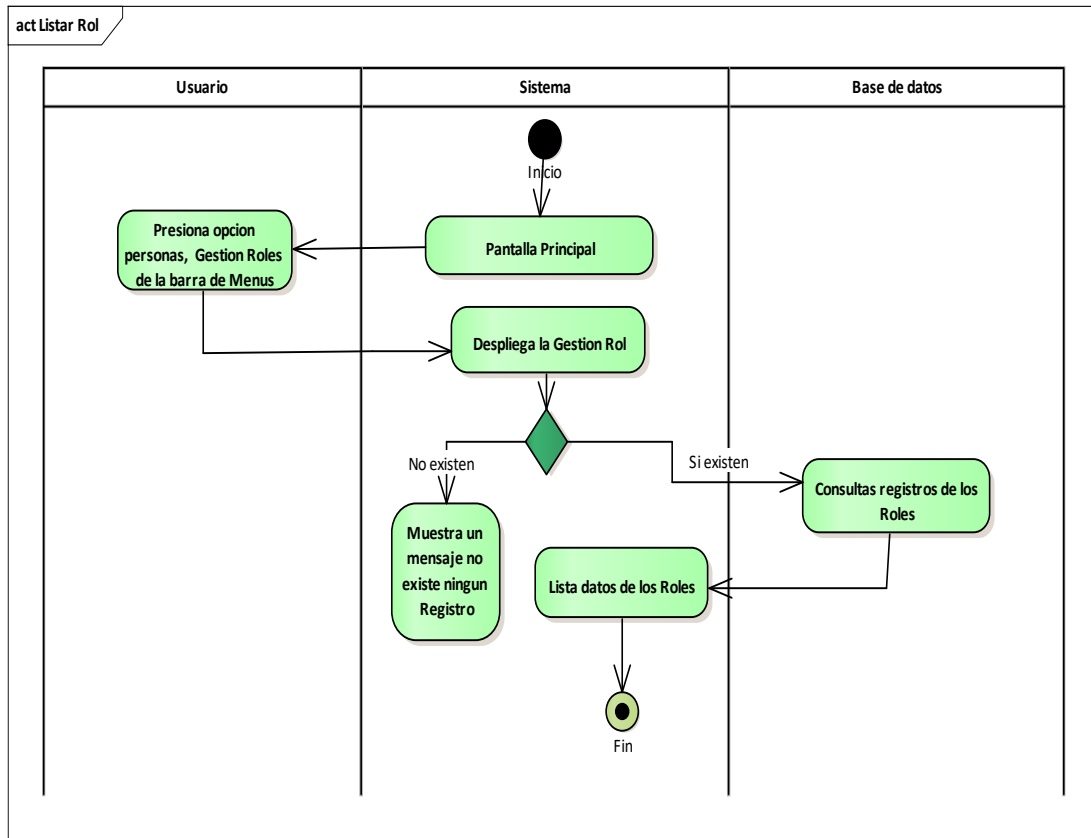 act Listar Rol
Usuario
Sistema
Base de datos
Inicio
Presiona opcion
personas, Gestion Roles
de la barra de Menus
Pantalla Principal
Despliega la Gestion Rol
No existen
Si existen
Consultas registros de los
Roles
Muestra un
mensaje no
existe ningun
Registro
Lista datos de los Roles
Fin